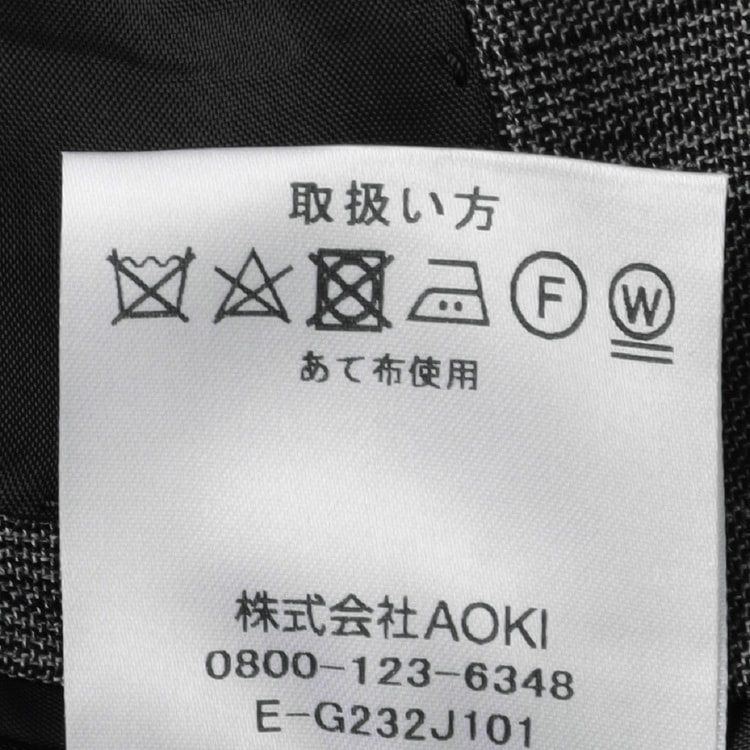 取扱い方
F W
あて布使用
株式会社AOKI
0800-123-6348
E-G232J101